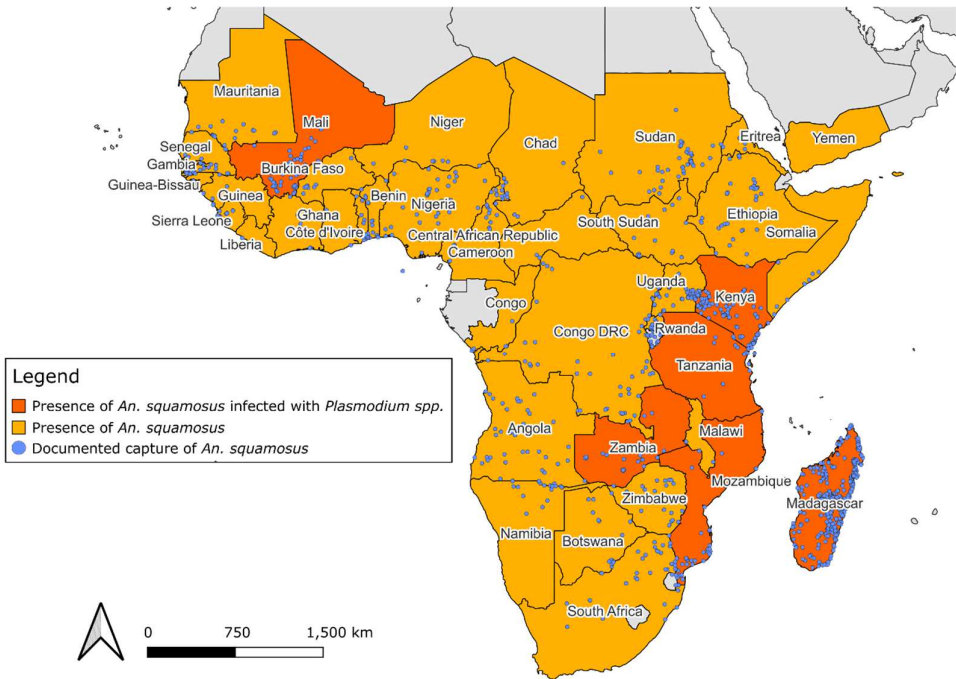 Mauritania
Mali
Niger
Chad
Sudan
Eritrea
Yemen
Senegal
Gambia
Burkina Faso
Guinea-Bissau
Guinea
Benin
Nigeria
Sierra Leone
Ghana
Côte d'Ivoire
Liberia
South Sudan
Ethiopia
Somalia
Central African Republic
Cameroon
Uganda
Kenya
Congo
Congo DRC
Rwanda
Tanzania
Legend
Presence of An. squamosus infected with Plasmodium spp.
Presence of An. squamosus
Documented capture of An. squamosus
Angola
Zambia
Malawi
Mozambique
Madagascar
Zimbabwe
Namibia
Botswana
South Africa
0 750 1,500 km